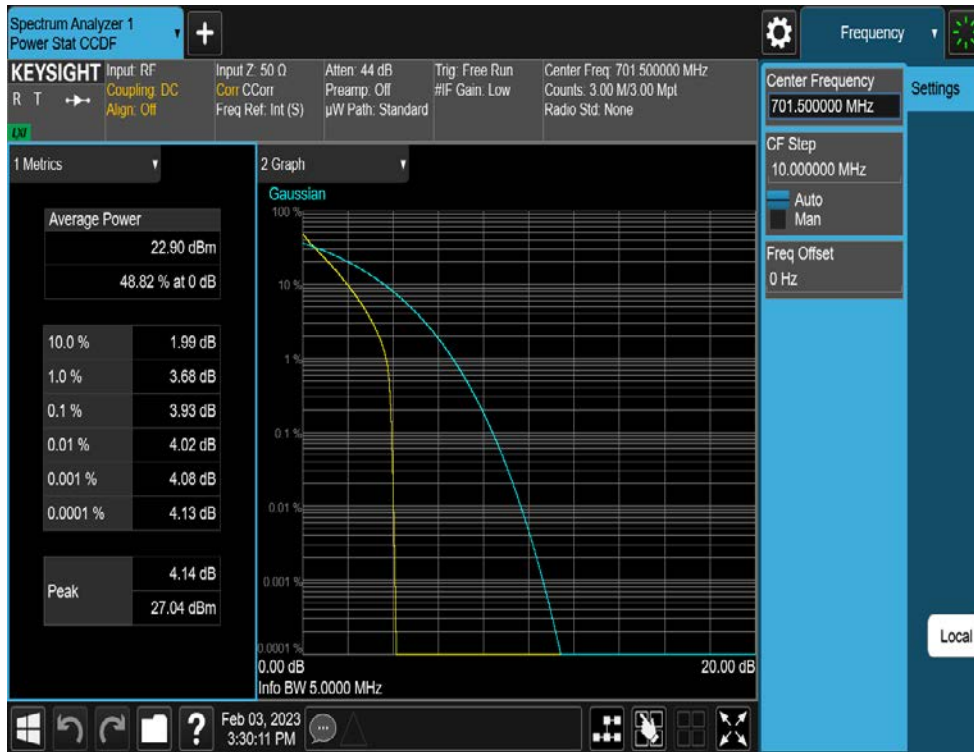 Spectrum Analyzer 1
Power Stat CCDF
+
Frequency
KEYSIGHT
R T
LXI
Input: RF
Coupling: DC
Align: Off
Input Z: 50 Ω
Corr CCorr
Freq Ref: Int (S)
Atten: 44 dB
Preamp: Off
µW Path: Standard
Trig: Free Run
#IF Gain: Low
Center Freq: 701.500000 MHz
Counts: 3.00 M/3.00 Mpt
Radio Std: None
Center Frequency
701.500000 MHz
Settings
CF Step
10.000000 MHz
Auto
Man
Freq Offset
0 Hz
Local
1 Metrics
Average Power
22.90 dBm
48.82 % at 0 dB
10.0 % 1.99 dB
1.0 % 3.68 dB
0.1 % 3.93 dB
0.01 % 4.02 dB
0.001 % 4.08 dB
0.0001 % 4.13 dB
Peak
4.14 dB
27.04 dBm
2 Graph
Gaussian
100 %
10 %
1 %
0.1 %
0.01 %
0.001 %
0.0001 %
0.00 dB 20.00 dB
Info BW 5.0000 MHz
?
Feb 03, 2023
3:30:11 PM